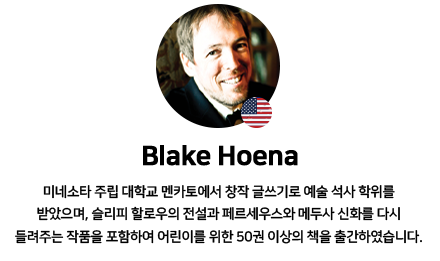 Blake Hoena
미네소타 주립 대학교 멘카토에서 창작 글쓰기로 예술 석사 학위를
받았으며, 슬리피 할로우의 전설과 페르세우스와 메두사 신화를 다시
들려주는 작품을 포함하여 어린이를 위한 50권 이상의 책을 출간하였습니다.